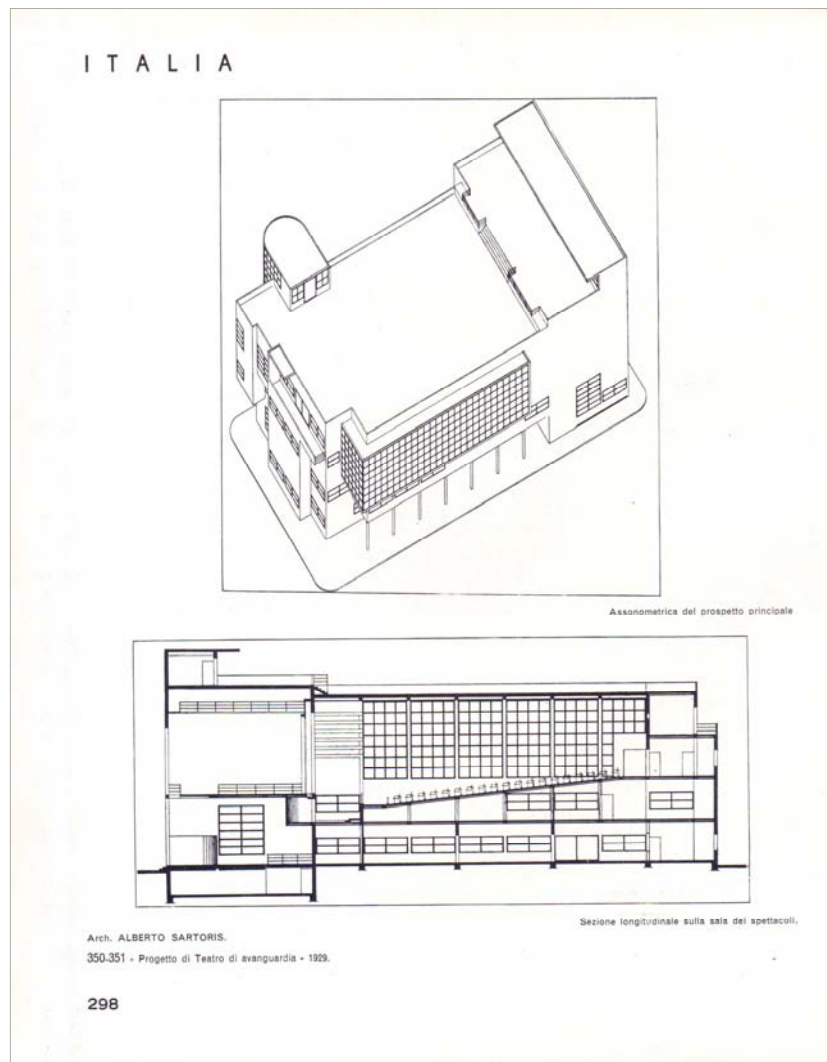 ITALIA
Assonometrica del prospetto principale
Sezione longitudinale sulla sala dei spettacoli.
Arch. ALBERTO SARTORIS.
350-351 - Progetto di Teatro di avanguardia - 1929.
298